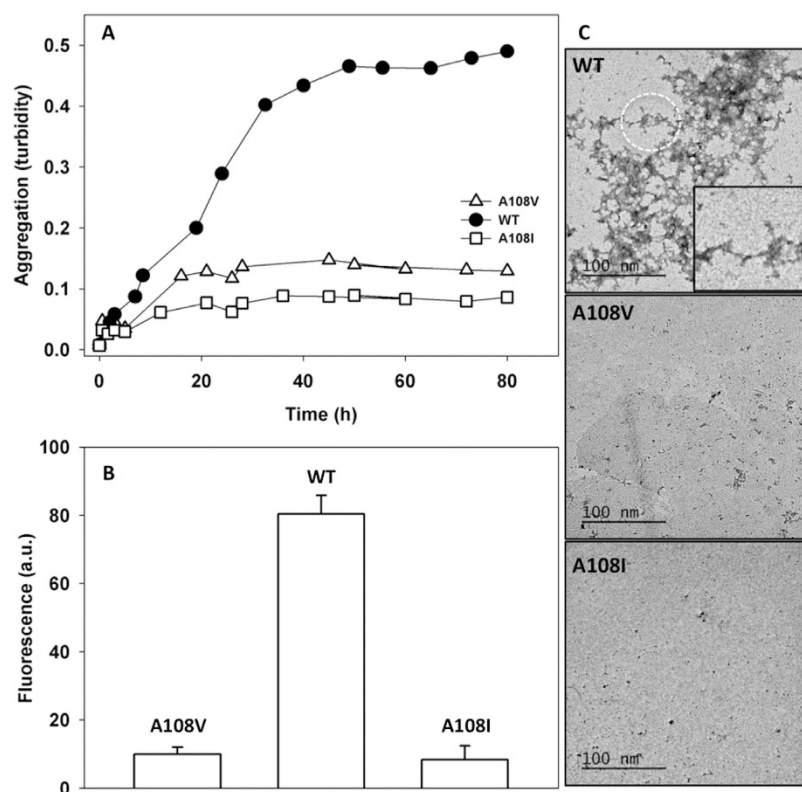 A
Aggregation (turbidity)
0.5
0.4
0.3
0.2
0.1
0.0
A108V
WT
A108I
0
20
40
60
80
Time (h)
B
Fluorescence (a.u.)
100
80
60
40
20
0
A108V
WT
A108I
C
WT
100 nm
A108V
100 nm
A108I
100 nm